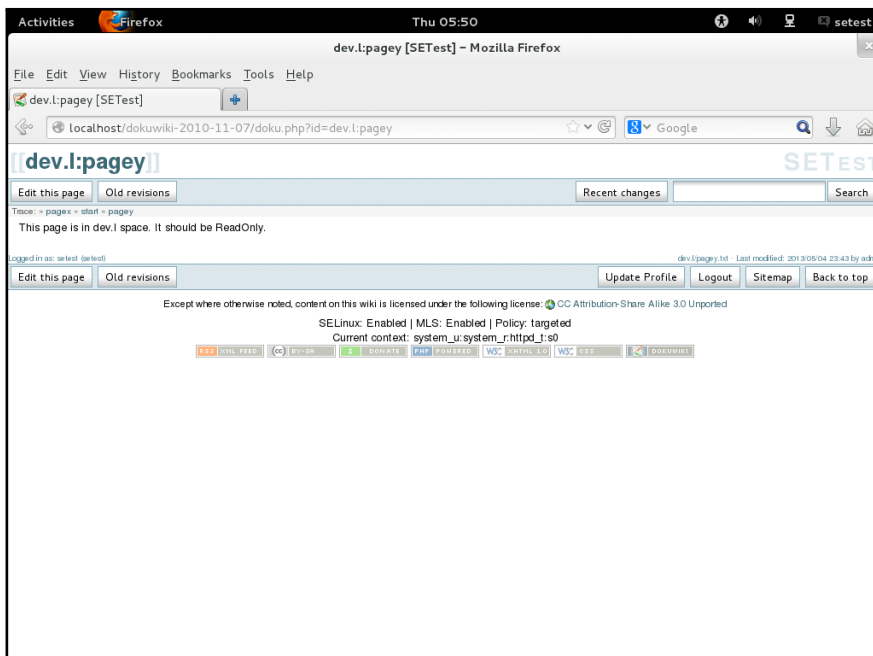 Activities Firefox Thu 05:50 setest
dev.l:pagey [SETest] – Mozilla Firefox
File Edit View History Bookmarks Tools Help
dev.l:pagey [SETest]
localhost/dokuwiki-2010-11-07/doku.php?id=dev.l:pagey Google
[[dev.l:pagey]] SETEST
Edit this page Old revisions Recent changes Search
Trace: » pagex » start » pagey
This page is in dev.l space. It should be ReadOnly.
Logged in as: setest (setest) dev.l/pagey.txt · Last modified: 2013/05/04 23:43 by adm
Edit this page Old revisions Update Profile Logout Sitemap Back to top
Except where otherwise noted, content on this wiki is licensed under the following license: CC Attribution-Share Alike 3.0 Unported
SELinux: Enabled | MLS: Enabled | Policy: targeted
Current context: system_u:system_r:httpd_t:s0
RSS XML FEED (cc) BY-SA $ DONATE PHP POWERED W3C XHTML 1.0 W3C CSS DOKUWIKI